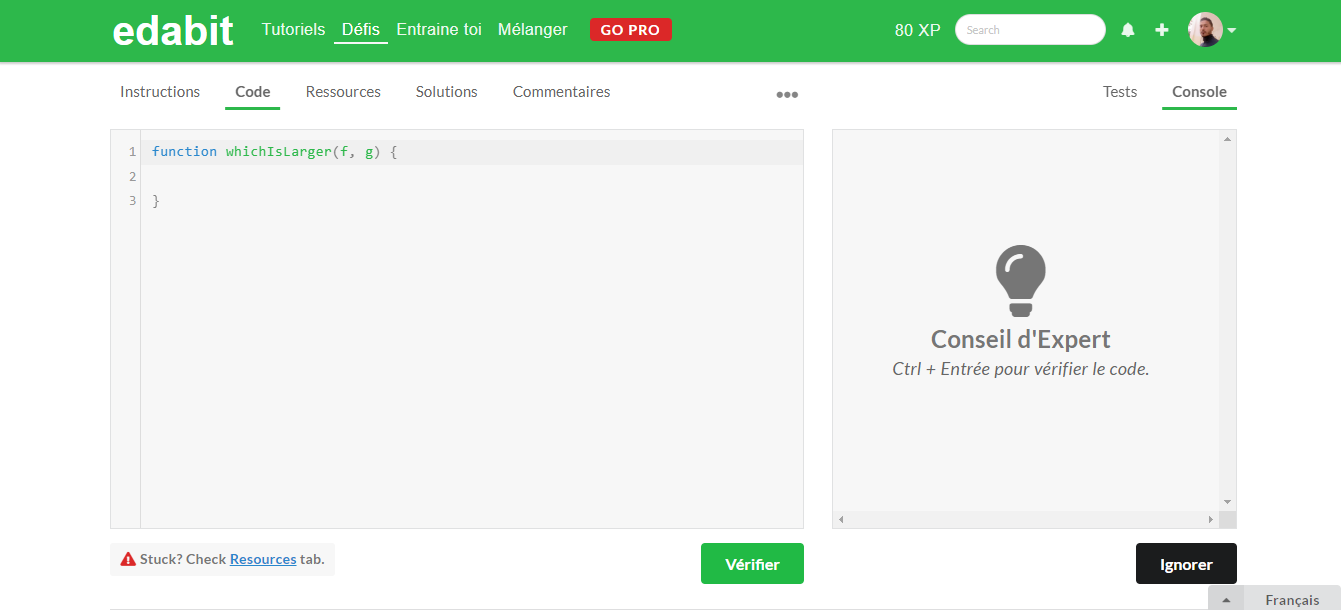 edabit Tutoriels Défis Entraine toi Mélanger GO PRO 80 XP Search
Instructions Code Ressources Solutions Commentaires ••• Tests Console
1 function whichIsLarger(f, g) {
2
3 }
Conseil d'Expert
Ctrl + Entrée pour vérifier le code.
Stuck? Check Resources tab. Vérifier Ignorer
Français